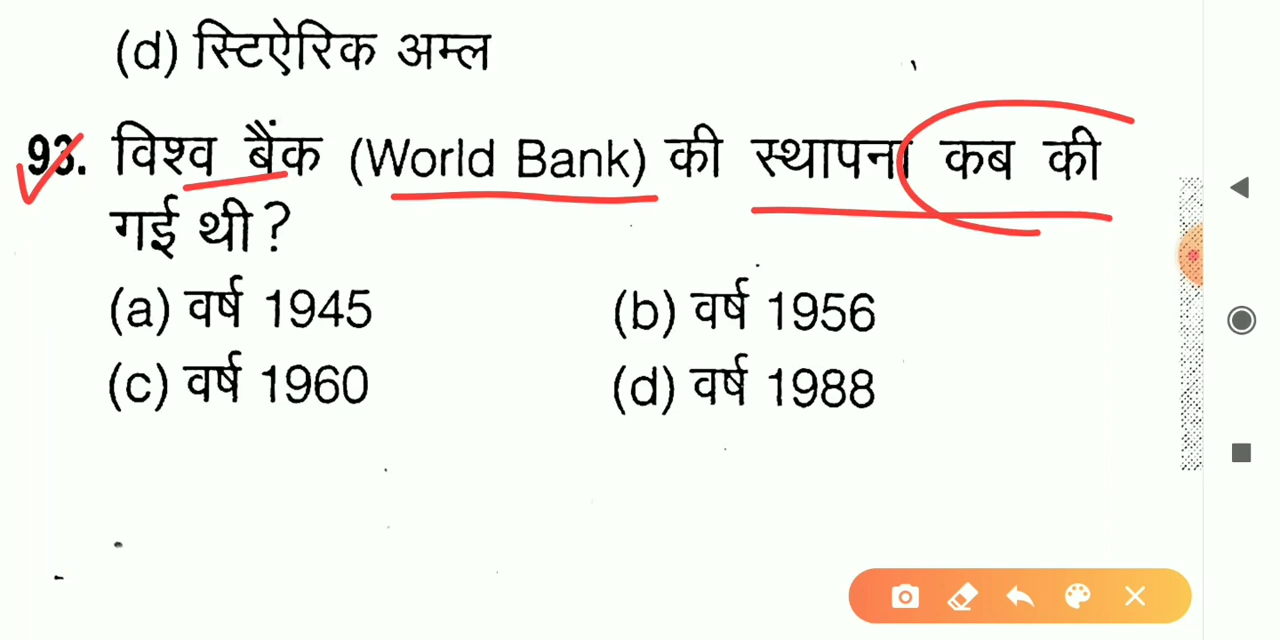 (d) स्टिऐरिक अम्ल
93. विश्व बैंक (World Bank) की स्थापना कब की
गई थी?
(a) वर्ष 1945 (b) वर्ष 1956
(c) वर्ष 1960 (d) वर्ष 1988